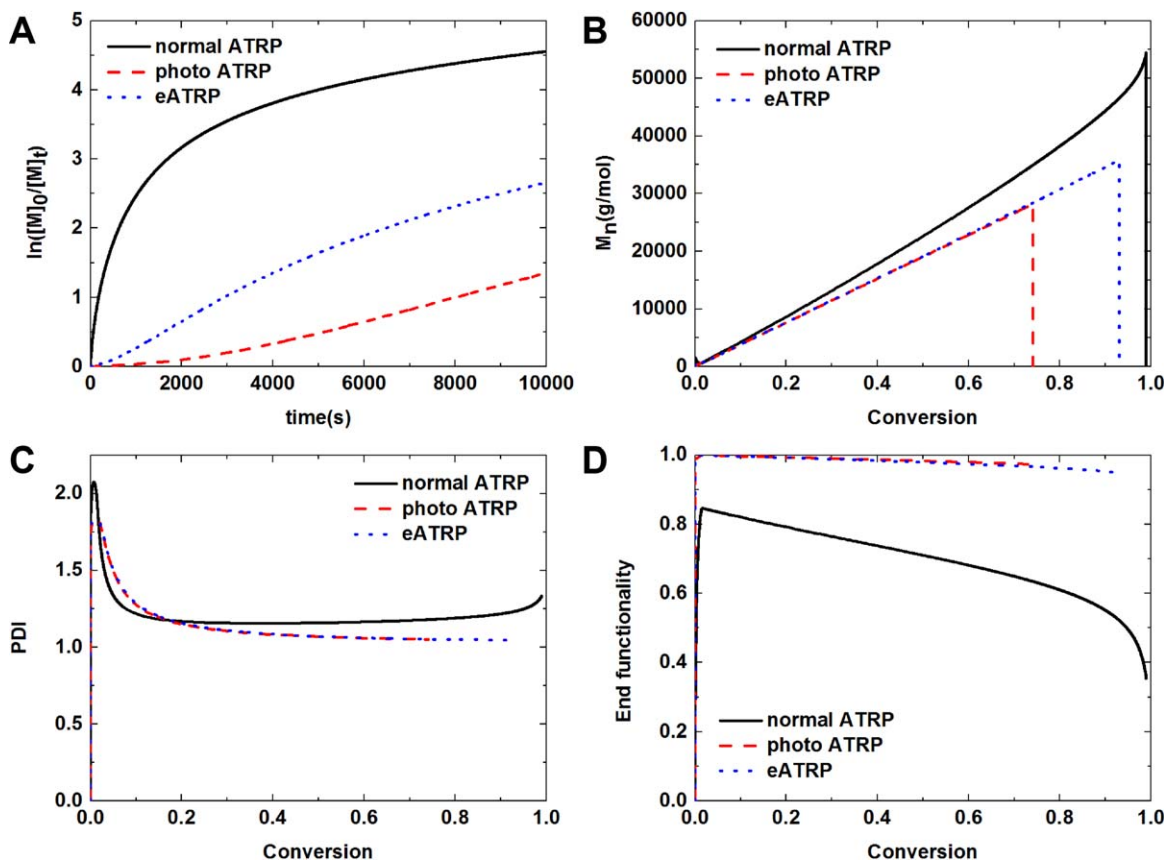 A
5
4
3
2
1
0
ln([M]0/[M]t)
normal ATRP
photo ATRP
eATRP
0 2000 4000 6000 8000 10000
time(s)
B
60000
50000
40000
30000
20000
10000
0
Mn(g/mol)
normal ATRP
photo ATRP
eATRP
0.0 0.2 0.4 0.6 0.8 1.0
Conversion
C
2.0
1.5
1.0
0.5
0.0
PDI
normal ATRP
photo ATRP
eATRP
0.0 0.2 0.4 0.6 0.8 1.0
Conversion
D
1.0
0.8
0.6
0.4
0.2
0.0
End functionality
normal ATRP
photo ATRP
eATRP
0.0 0.2 0.4 0.6 0.8 1.0
Conversion